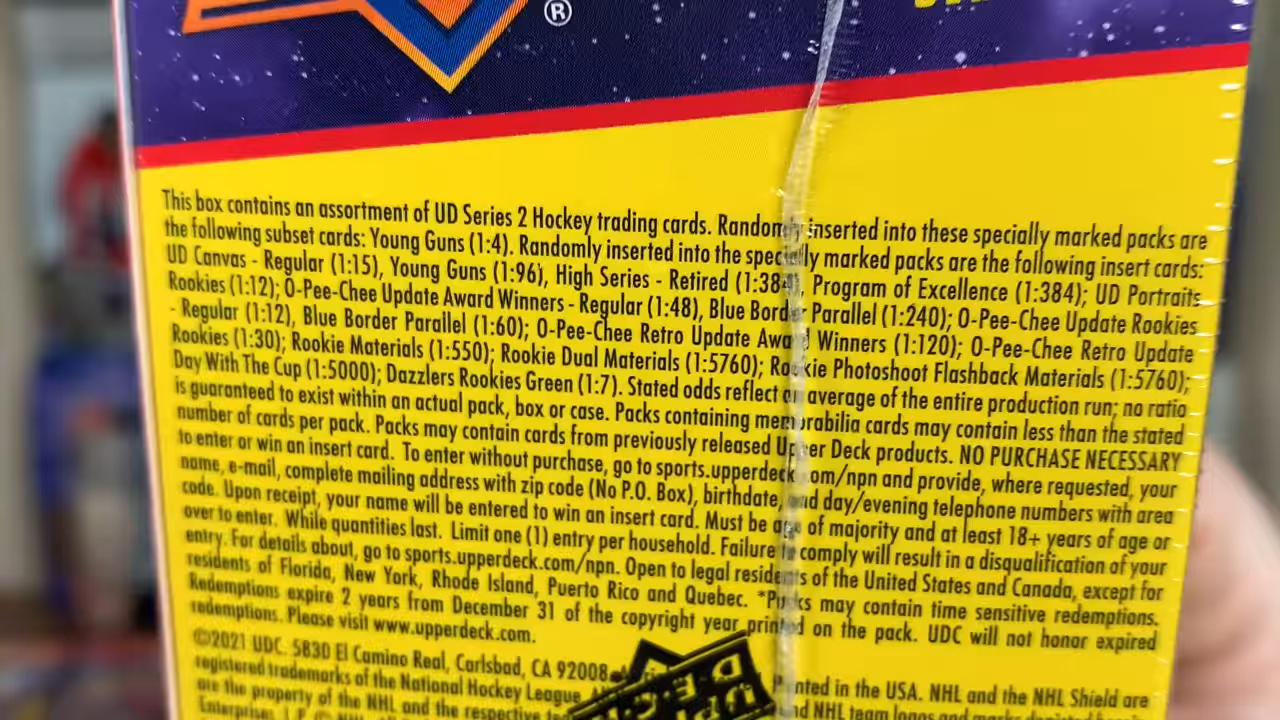 ®
This box contains an assortment of UD Series 2 Hockey trading cards. Randomly inserted into these specially marked packs are
the following subset cards: Young Guns (1:4). Randomly inserted into the specially marked packs are the following insert cards:
UD Canvas - Regular (1:15), Young Guns (1:96), High Series - Retired (1:384), Program of Excellence (1:384); UD Portraits
Rookies (1:12); O-Pee-Chee Update Award Winners - Regular (1:48), Blue Border Parallel (1:240); O-Pee-Chee Update Rookies
- Regular (1:12), Blue Border Parallel (1:60); O-Pee-Chee Retro Update Award Winners (1:120); O-Pee-Chee Retro Update
Rookies (1:30); Rookie Materials (1:550); Rookie Dual Materials (1:5760); Rookie Photoshoot Flashback Materials (1:5760);
Day With The Cup (1:5000); Dazzlers Rookies Green (1:7). Stated odds reflect an average of the entire production run; no ratio
is guaranteed to exist within an actual pack, box or case. Packs containing memorabilia cards may contain less than the stated
number of cards per pack. Packs may contain cards from previously released Upper Deck products. NO PURCHASE NECESSARY
to enter or win an insert card. To enter without purchase, go to sports.upperdeck.com/npn and provide, where requested, your
name, e-mail, complete mailing address with zip code (No P.O. Box), birthdate, and day/evening telephone numbers with area
code. Upon receipt, your name will be entered to win an insert card. Must be age of majority and at least 18+ years of age or
over to enter. While quantities last. Limit one (1) entry per household. Failure to comply will result in a disqualification of your
entry. For details about, go to sports.upperdeck.com/npn. Open to legal residents of the United States and Canada, except for
residents of Florida, New York, Rhode Island, Puerto Rico and Quebec. *Packs may contain time sensitive redemptions.
Redemptions expire 2 years from December 31 of the copyright year printed on the pack. UDC will not honor expired
redemptions. Please visit www.upperdeck.com.
©2021 UDC. 5830 El Camino Real, Carlsbad, CA 92008. Printed in the USA. NHL and the NHL Shield are
registered trademarks of the National Hockey League.
are the property of the NHL and the respective NHL team logos and marks
Enterprises, L.P. © NHL